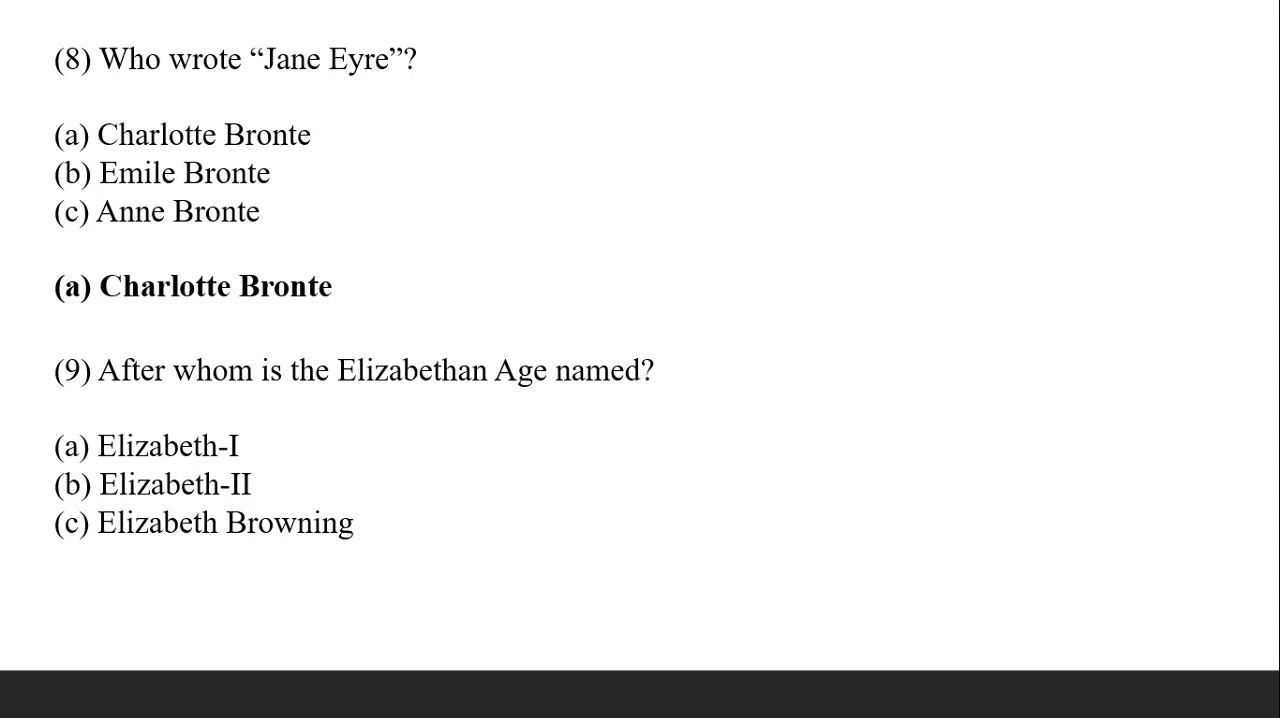 (8) Who wrote “Jane Eyre”?
(a) Charlotte Bronte
(b) Emile Bronte
(c) Anne Bronte
(a) Charlotte Bronte
(9) After whom is the Elizabethan Age named?
(a) Elizabeth-I
(b) Elizabeth-II
(c) Elizabeth Browning